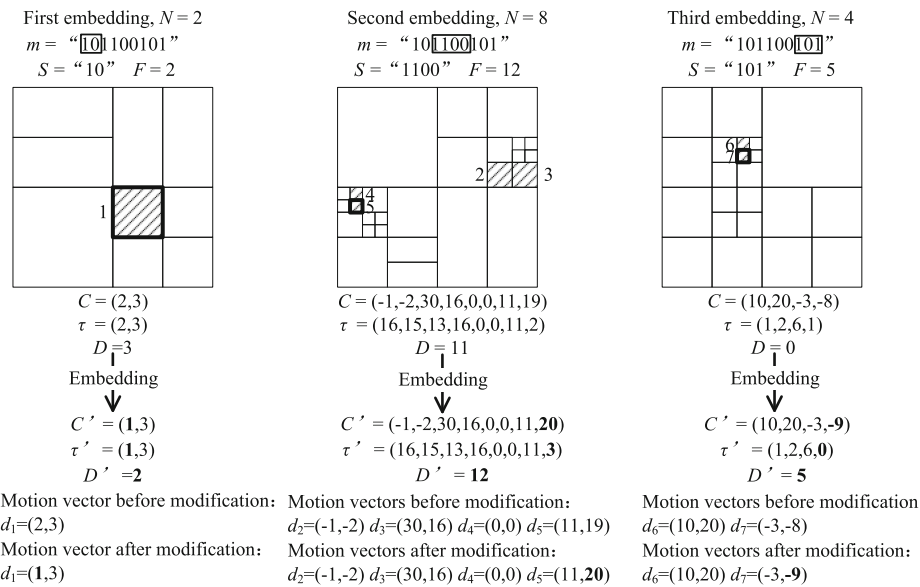 First embedding, N = 2
m = “101100101”
S = “10” F = 2
1
C = (2,3)
τ = (2,3)
D =3
Embedding
C’ = (1,3)
τ’ = (1,3)
D’ =2
Motion vector before modification：
d1=(2,3)
Motion vector after modification：
d1=(1,3)
Second embedding, N = 8
m = “101100101”
S = “1100” F = 12
2
3
4
5
C = (-1,-2,30,16,0,0,11,19)
τ = (16,15,13,16,0,0,11,2)
D = 11
Embedding
C’ = (-1,-2,30,16,0,0,11,20)
τ’ = (16,15,13,16,0,0,11,3)
D’ = 12
Motion vectors before modification：
d2=(-1,-2) d3=(30,16) d4=(0,0) d5=(11,19)
Motion vectors after modification：
d2=(-1,-2) d3=(30,16) d4=(0,0) d5=(11,20)
Third embedding, N = 4
m = “101100101”
S = “101” F = 5
6
7
C = (10,20,-3,-8)
τ = (1,2,6,1)
D = 0
Embedding
C’ = (10,20,-3,-9)
τ’ = (1,2,6,0)
D’ = 5
Motion vectors before modification
d6=(10,20) d7=(-3,-8)
Motion vectors after modification：
d6=(10,20) d7=(-3,-9)